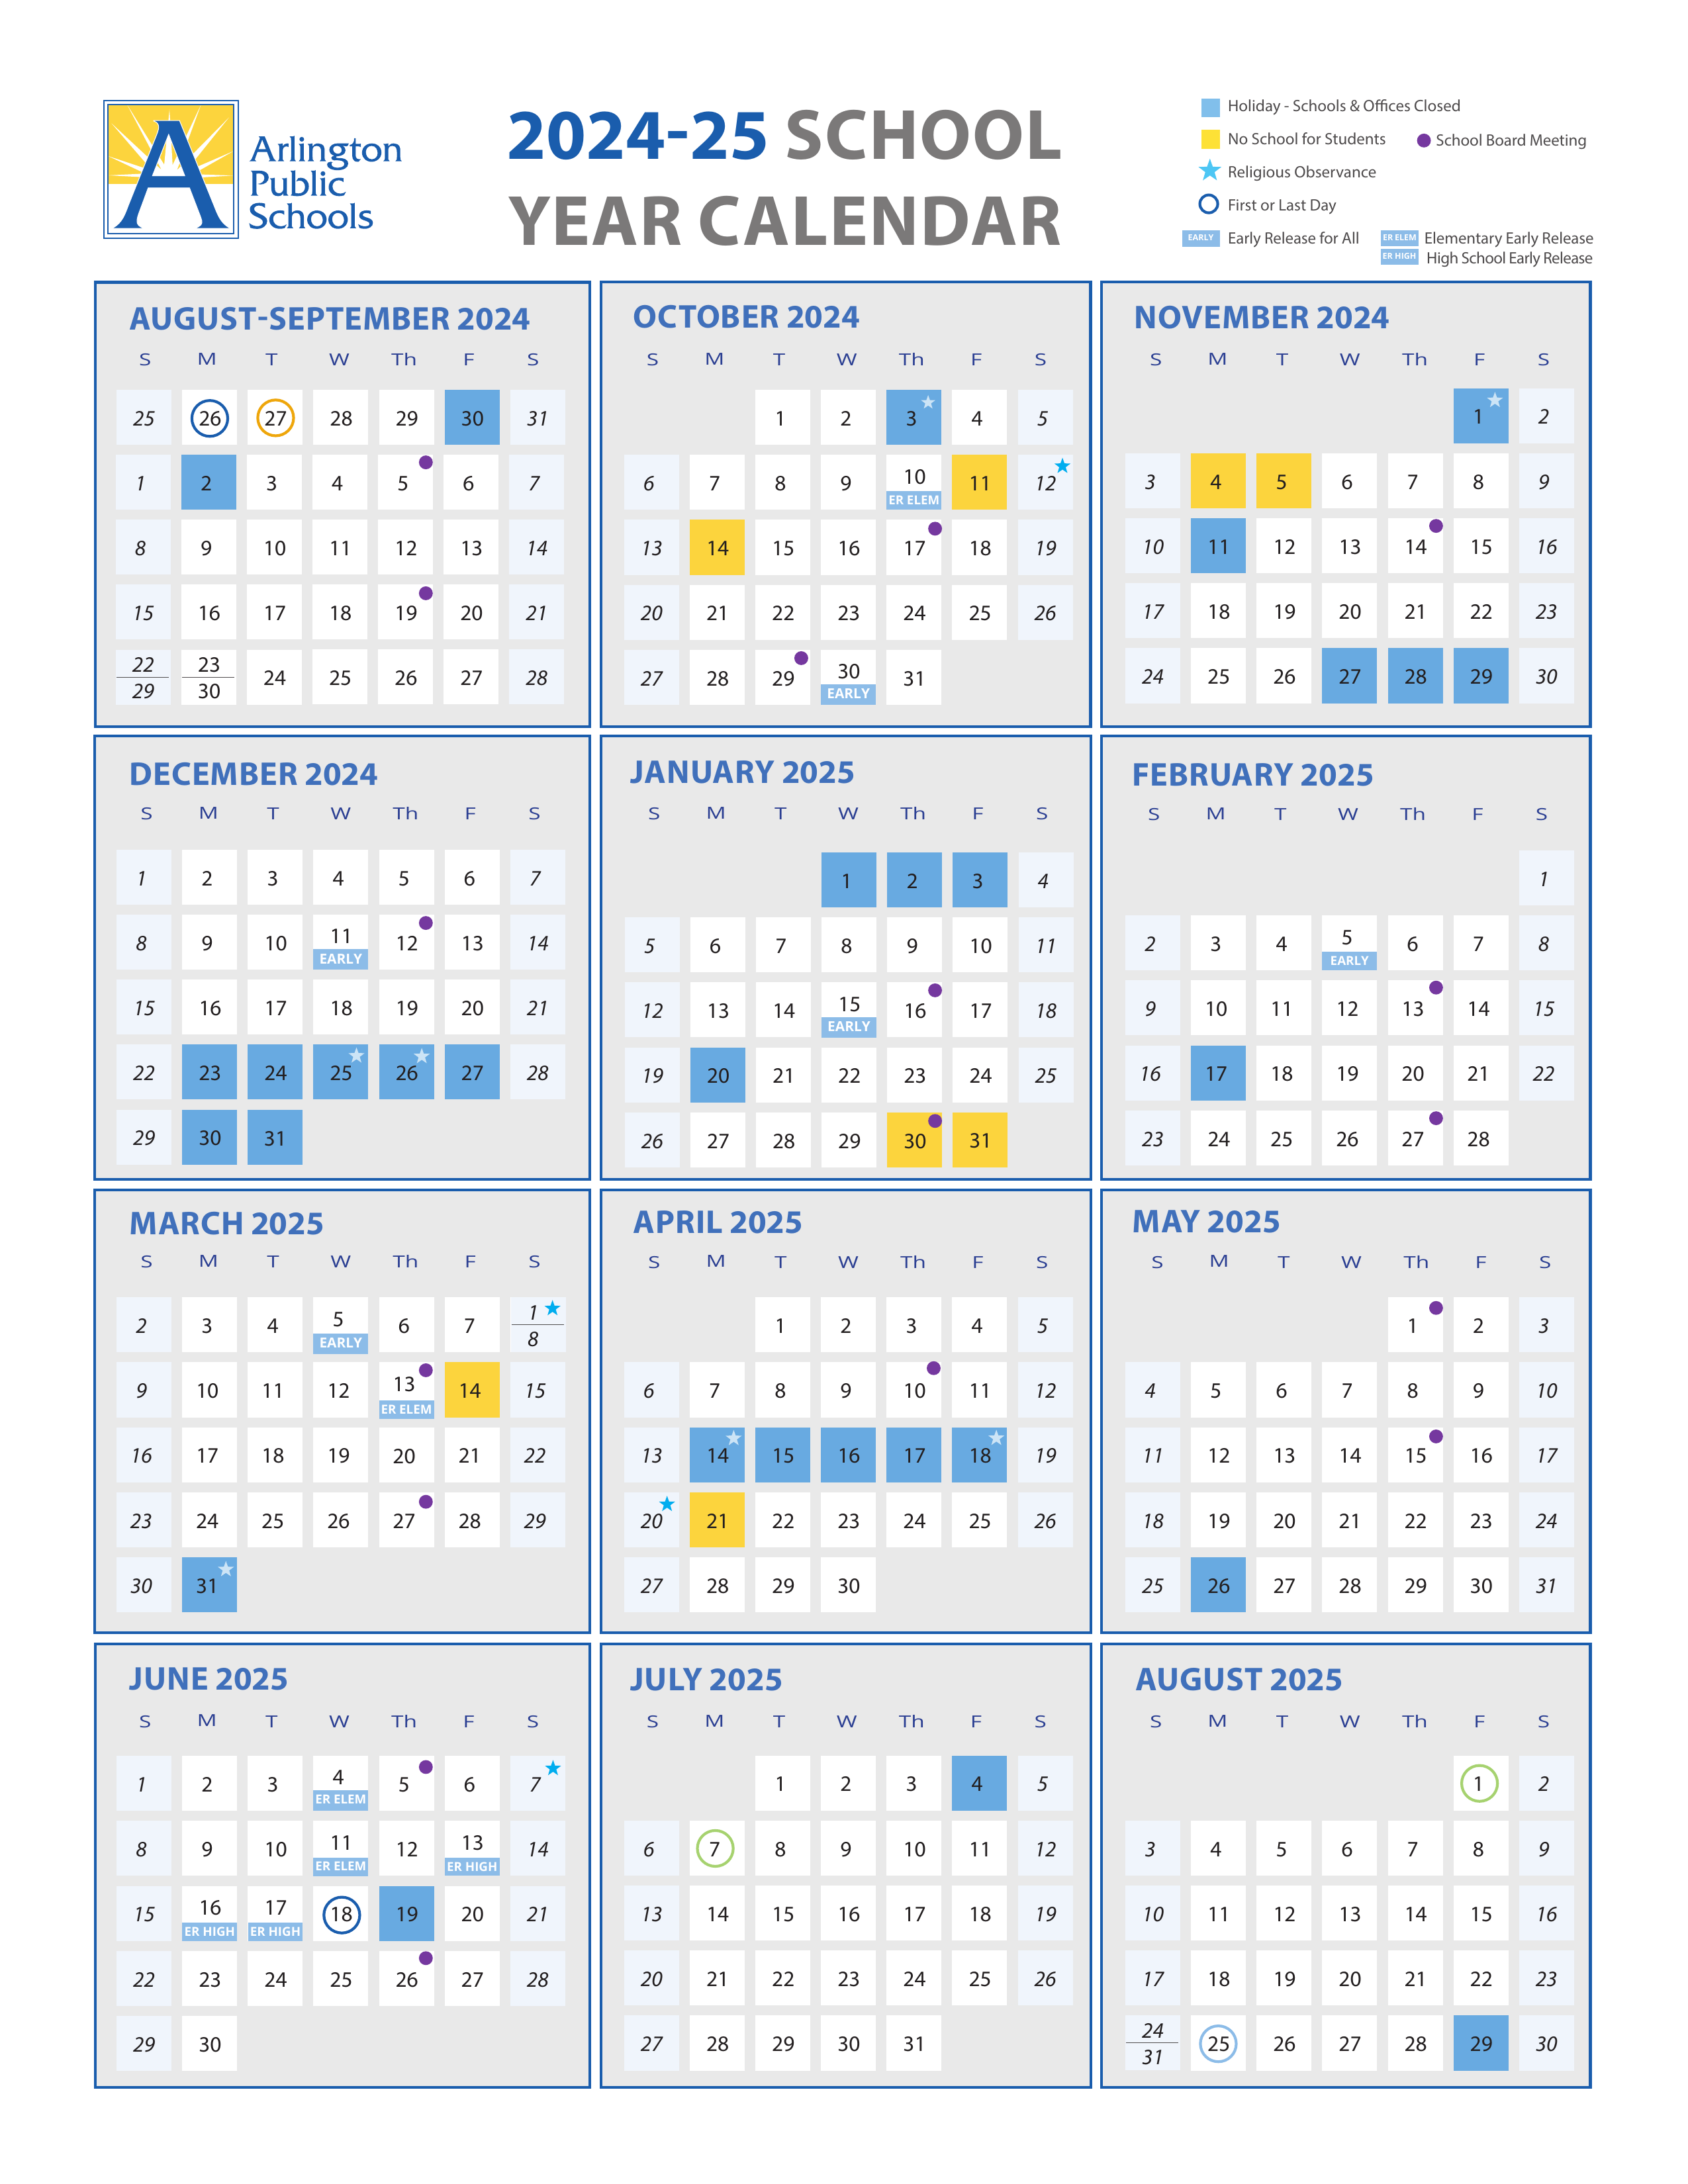 Arlington
Public
Schools
2024-25 SCHOOL
YEAR CALENDAR
Holiday - Schools & Offices Closed
No School for Students
School Board Meeting
Religious Observance
First or Last Day
EARLY Early Release for All
ER ELEM Elementary Early Release
ER HIGH High School Early Release
AUGUST-SEPTEMBER 2024
S M T W Th F S
25 26 27 28 29 30 31
1 2 3 4 5 6 7
8 9 10 11 12 13 14
15 16 17 18 19 20 21
22 23 24 25 26 27 28
29 30
OCTOBER 2024
S M T W Th F S
1 2 3 4 5
6 7 8 9 10 11 12
ER ELEM
13 14 15 16 17 18 19
20 21 22 23 24 25 26
27 28 29 30 31
EARLY
NOVEMBER 2024
S M T W Th F S
1 2
3 4 5 6 7 8 9
10 11 12 13 14 15 16
17 18 19 20 21 22 23
24 25 26 27 28 29 30
DECEMBER 2024
S M T W Th F S
1 2 3 4 5 6 7
8 9 10 11 12 13 14
EARLY
15 16 17 18 19 20 21
22 23 24 25 26 27 28
29 30 31
JANUARY 2025
S M T W Th F S
1 2 3 4
5 6 7 8 9 10 11
12 13 14 15 16 17 18
EARLY
19 20 21 22 23 24 25
26 27 28 29 30 31
FEBRUARY 2025
S M T W Th F S
1
2 3 4 5 6 7 8
EARLY
9 10 11 12 13 14 15
16 17 18 19 20 21 22
23 24 25 26 27 28
MARCH 2025
S M T W Th F S
2 3 4 5 6 7 1
EARLY 8
9 10 11 12 13 14 15
ER ELEM
16 17 18 19 20 21 22
23 24 25 26 27 28 29
30 31
APRIL 2025
S M T W Th F S
1 2 3 4 5
6 7 8 9 10 11 12
13 14 15 16 17 18 19
20 21 22 23 24 25 26
27 28 29 30
MAY 2025
S M T W Th F S
1 2 3
4 5 6 7 8 9 10
11 12 13 14 15 16 17
18 19 20 21 22 23 24
25 26 27 28 29 30 31
JUNE 2025
S M T W Th F S
1 2 3 4 5 6 7
ER ELEM
8 9 10 11 12 13 14
ER ELEM ER HIGH
15 16 17 18 19 20 21
ER HIGH ER HIGH
22 23 24 25 26 27 28
29 30
JULY 2025
S M T W Th F S
1 2 3 4 5
6 7 8 9 10 11 12
13 14 15 16 17 18 19
20 21 22 23 24 25 26
27 28 29 30 31
AUGUST 2025
S M T W Th F S
1 2
3 4 5 6 7 8 9
10 11 12 13 14 15 16
17 18 19 20 21 22 23
24 25 26 27 28 29 30
31